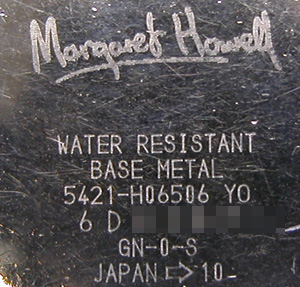 Margaret Howell
WATER RESISTANT
BASE METAL
5421-H06506 YO
6 D
GN-0-S
JAPAN ⇨ 10-